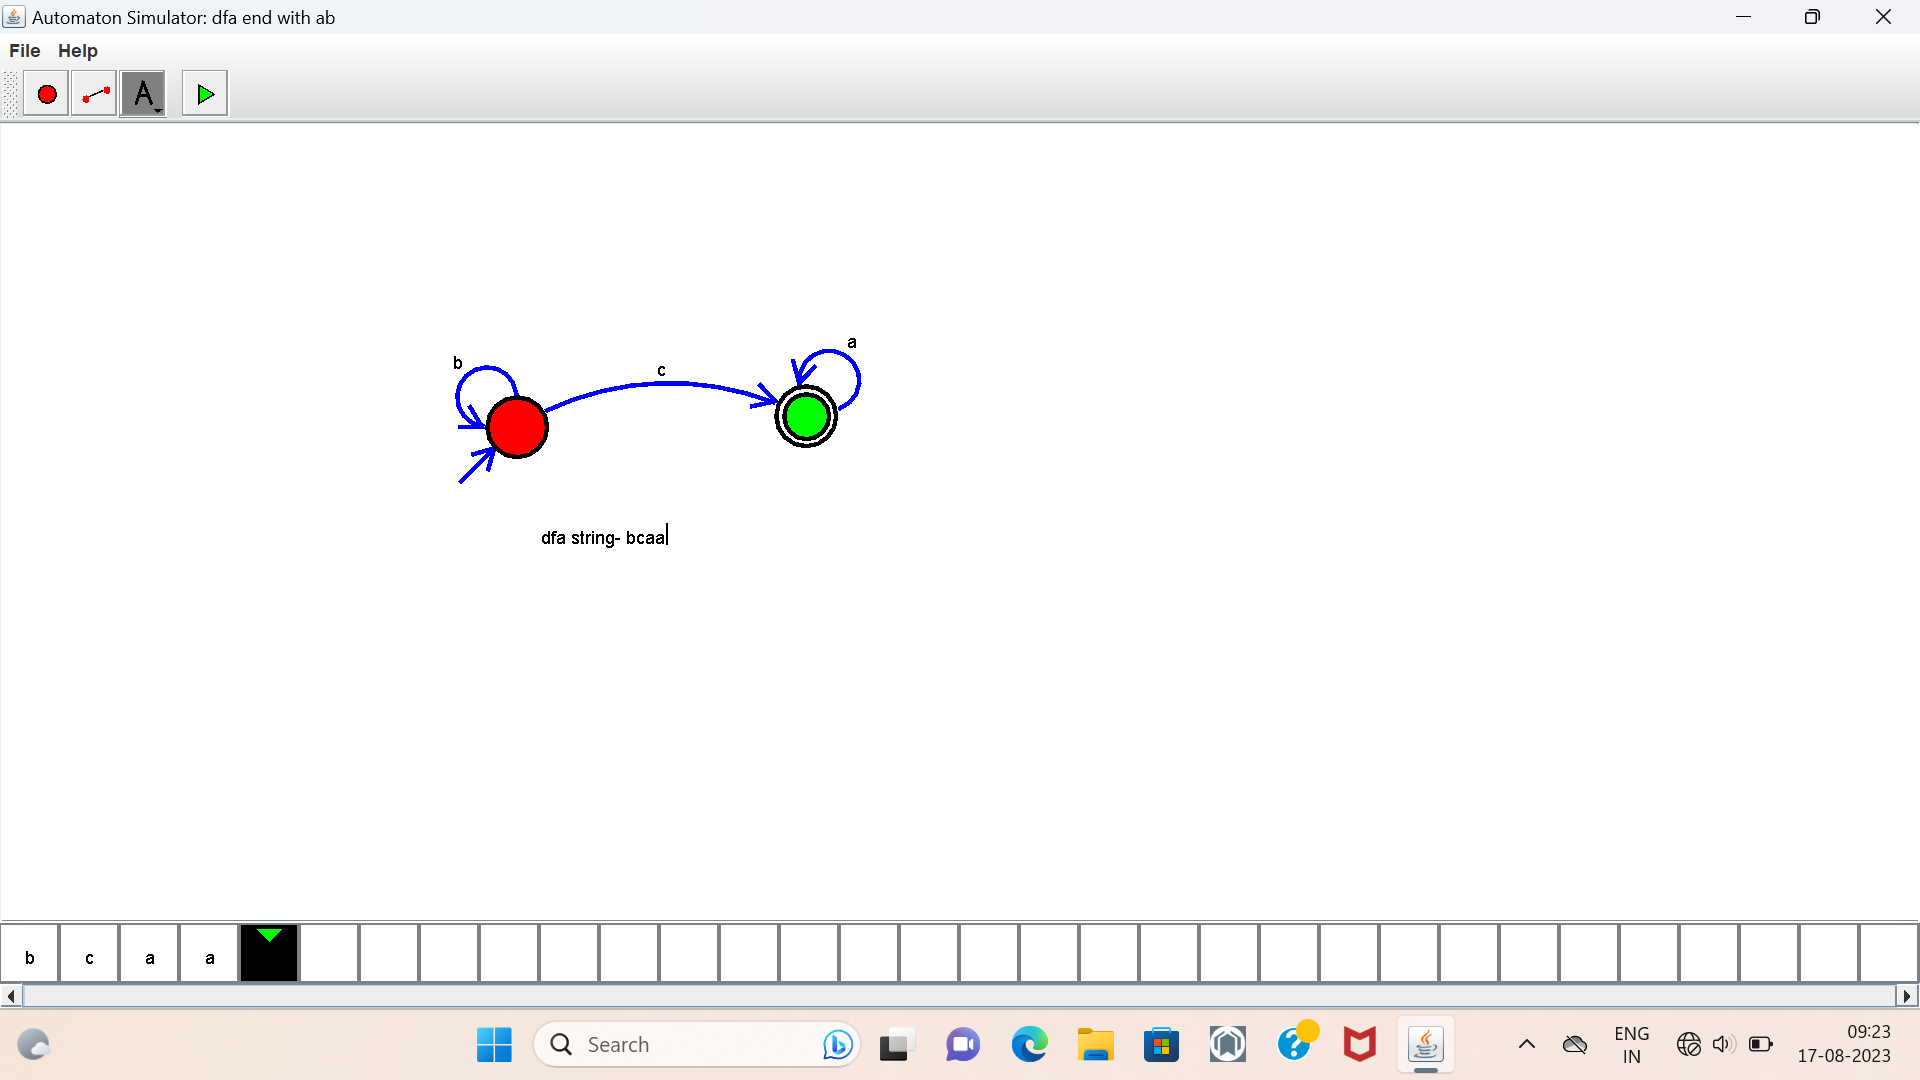 Automaton Simulator: dfa end with ab
File Help
A
a
b
c
dfa string- bcaa
b c a a
Search
ENG
IN
09:23
17-08-2023